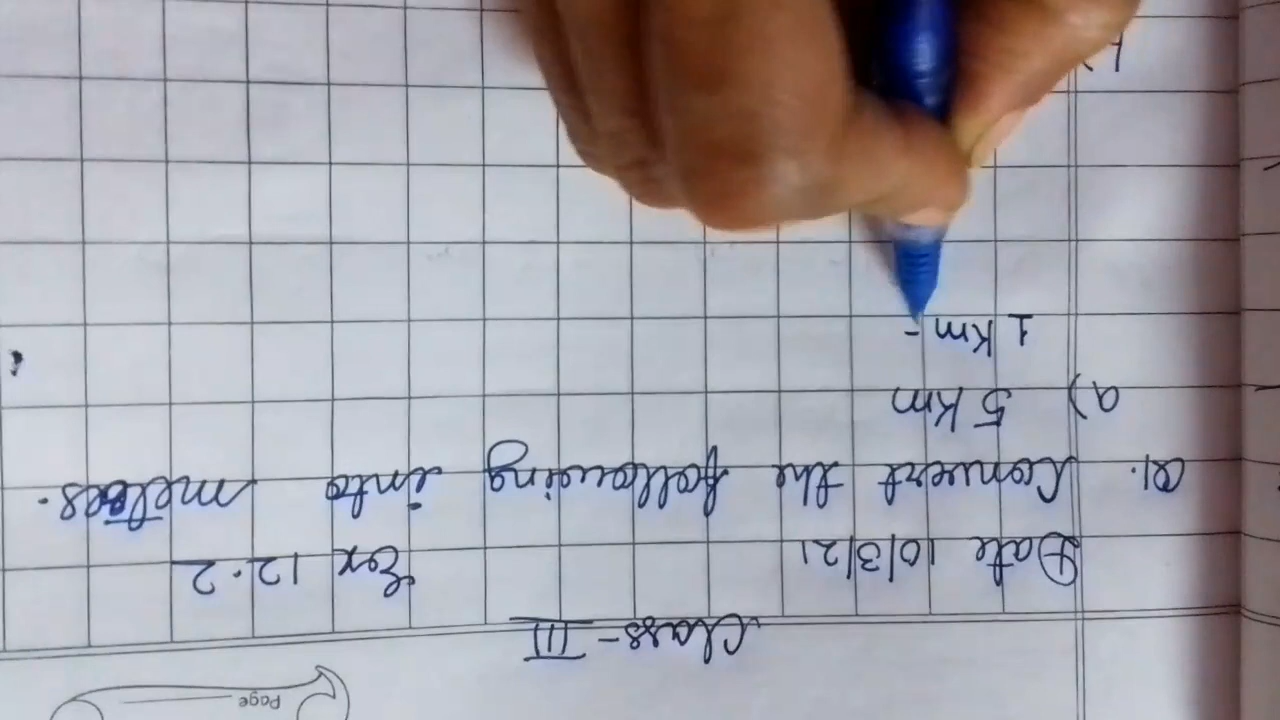 Page
Class-III
Date 10/3/21 Ex 12.2
Q1. Convert the following into metres.
a) 5 Km
1 Km -